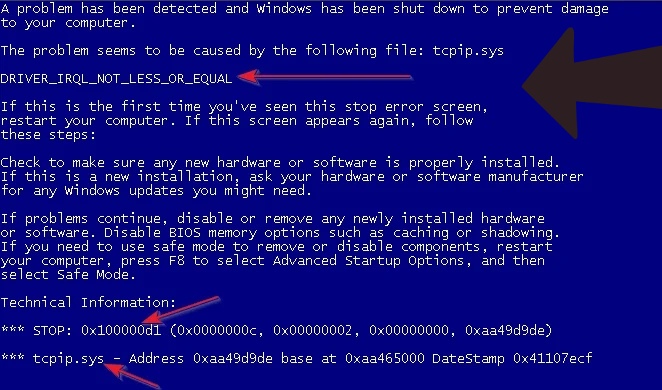 A problem has been detected and Windows has been shut down to prevent damage
to your computer.
The problem seems to be caused by the following file: tcpip.sys
DRIVER_IRQL_NOT_LESS_OR_EQUAL
If this is the first time you've seen this stop error screen,
restart your computer. If this screen appears again, follow
these steps:
Check to make sure any new hardware or software is properly installed.
If this is a new installation, ask your hardware or software manufacturer
for any Windows updates you might need.
If problems continue, disable or remove any newly installed hardware
or software. Disable BIOS memory options such as caching or shadowing.
If you need to use safe mode to remove or disable components, restart
your computer, press F8 to select Advanced Startup Options, and then
select Safe Mode.
Technical Information:
*** STOP: 0x100000d1 (0x0000000c, 0x00000002, 0x00000000, 0xaa49d9de)
*** tcpip.sys - Address 0xaa49d9de base at 0xaa465000 DateStamp 0x41107ecf